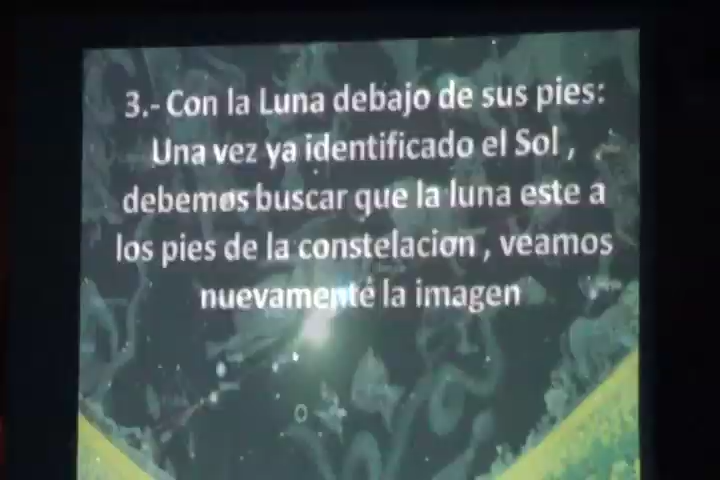 3.- Con la Luna debajo de sus pies:
Una vez ya identificado el Sol ,
debemos buscar que la luna este a
los pies de la constelacion , veamos
nuevamente la imagen